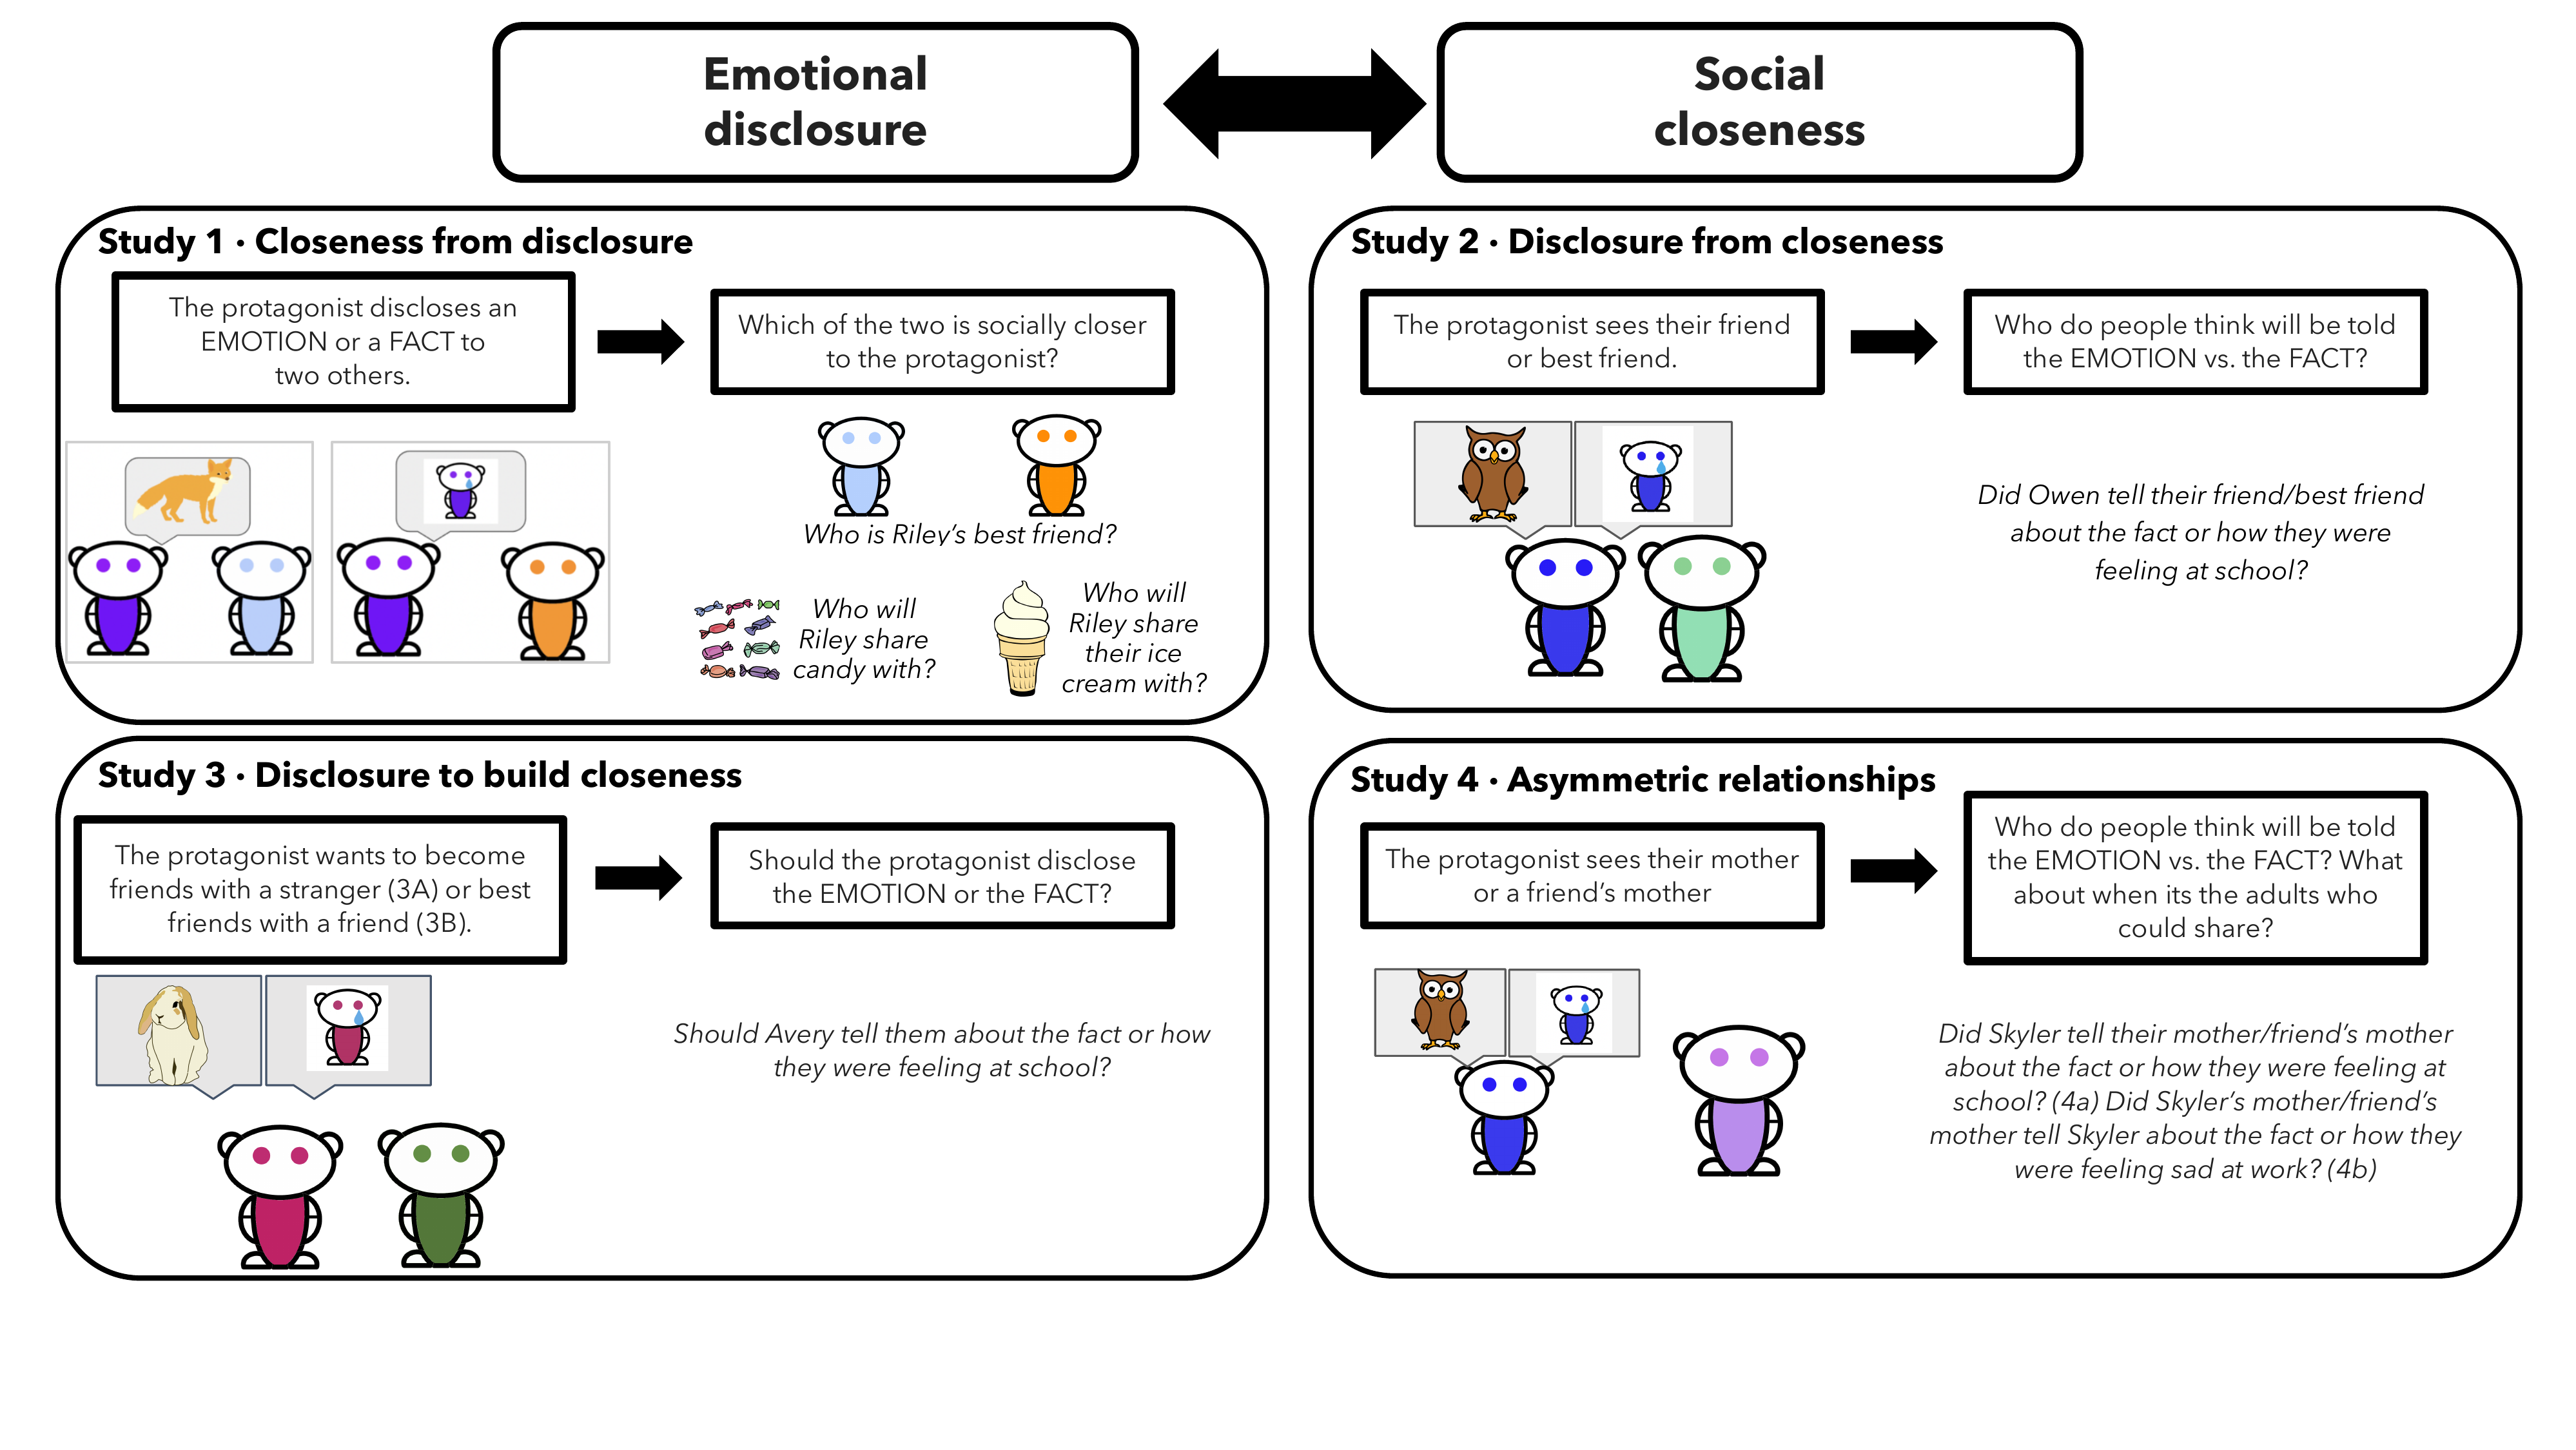 Emotional
disclosure
Social
closeness
Study 1 · Closeness from disclosure
The protagonist discloses an
EMOTION or a FACT to
two others.
Which of the two is socially closer
to the protagonist?
Who is Riley's best friend?
Who will
Riley share
candy with?
Who will
Riley share
their ice
cream with?
Study 2 · Disclosure from closeness
The protagonist sees their friend
or best friend.
Who do people think will be told
the EMOTION vs. the FACT?
Did Owen tell their friend/best friend
about the fact or how they were
feeling at school?
Study 3 · Disclosure to build closeness
The protagonist wants to become
friends with a stranger (3A) or best
friends with a friend (3B).
Should the protagonist disclose
the EMOTION or the FACT?
Should Avery tell them about the fact or how
they were feeling at school?
Study 4 · Asymmetric relationships
The protagonist sees their mother
or a friend’s mother
Who do people think will be told
the EMOTION vs. the FACT? What
about when its the adults who
could share?
Did Skyler tell their mother/friend’s mother
about the fact or how they were feeling at
school? (4a) Did Skyler’s mother/friend’s
mother tell Skyler about the fact or how they
were feeling sad at work? (4b)